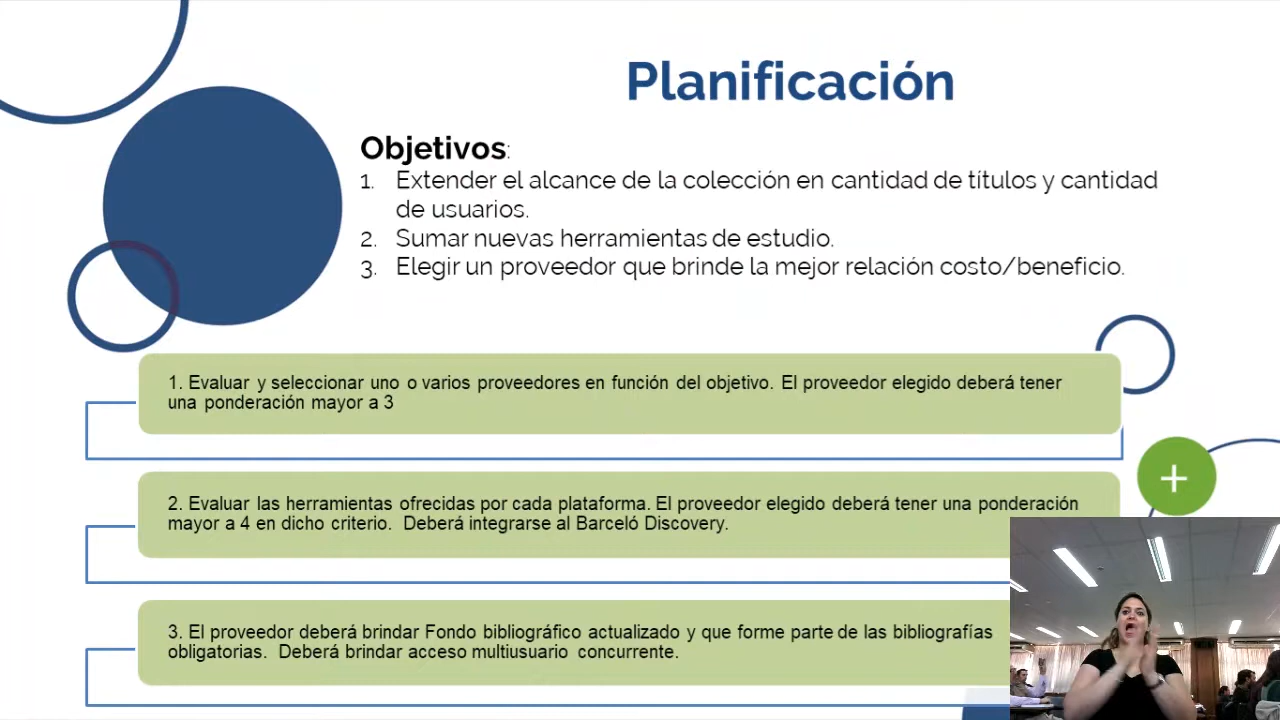 Planificación
Objetivos:
1. Extender el alcance de la colección en cantidad de títulos y cantidad
de usuarios.
2. Sumar nuevas herramientas de estudio.
3. Elegir un proveedor que brinde la mejor relación costo/beneficio.
1. Evaluar y seleccionar uno o varios proveedores en función del objetivo. El proveedor elegido deberá tener
una ponderación mayor a 3
2. Evaluar las herramientas ofrecidas por cada plataforma. El proveedor elegido deberá tener una ponderación
mayor a 4 en dicho criterio. Deberá integrarse al Barceló Discovery.
3. El proveedor deberá brindar Fondo bibliográfico actualizado y que forme parte de las bibliografías
obligatorias. Deberá brindar acceso multiusuario concurrente.